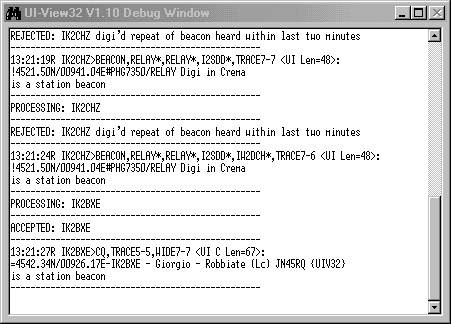 UI-View32 V1.10 Debug Window
REJECTED: IK2CHZ digi'd repeat of beacon heard within last two minutes
--------------------------------------------------
13:21:19R IK2CHZ>BEACON,RELAY*,RELAY*,I2SDD*,TRACE7-7 <UI Len=48>:
!4521.50N/00941.04E#PHG7350/RELAY Digi in Crema
is a station beacon
--------------------------------------------------
PROCESSING: IK2CHZ
--------------------------------------------------
REJECTED: IK2CHZ digi'd repeat of beacon heard within last two minutes
--------------------------------------------------
13:21:24R IK2CHZ>BEACON,RELAY*,RELAY*,I2SDD*,IW2DCH*,TRACE7-6 <UI Len=48>:
!4521.50N/00941.04E#PHG7350/RELAY Digi in Crema
is a station beacon
--------------------------------------------------
PROCESSING: IK2BXE
--------------------------------------------------
ACCEPTED: IK2BXE
--------------------------------------------------
13:21:27R IK2BXE>CQ,TRACE5-5,WIDE7-7 <UI C Len=67>:
=4542.34N/00926.17E-IK2BXE - Giorgio - Robbiate (Lc) JN45RQ {UIV32}
is a station beacon
--------------------------------------------------